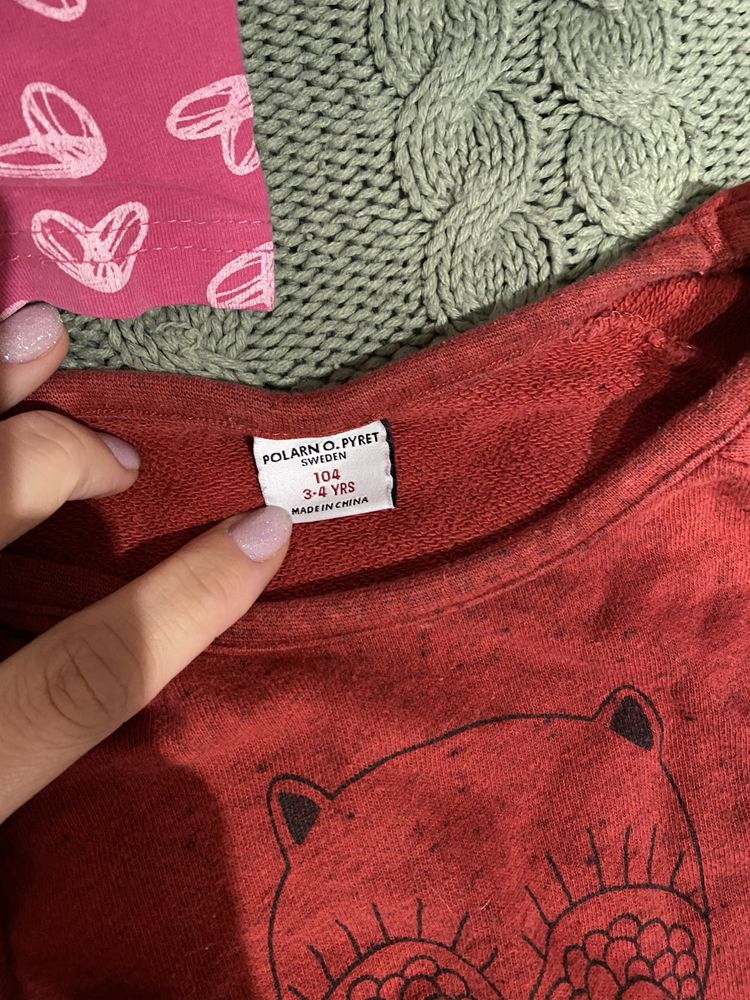 POLARN O. PYRET
SWEDEN
104
3-4 YRS
MADE IN CHINA